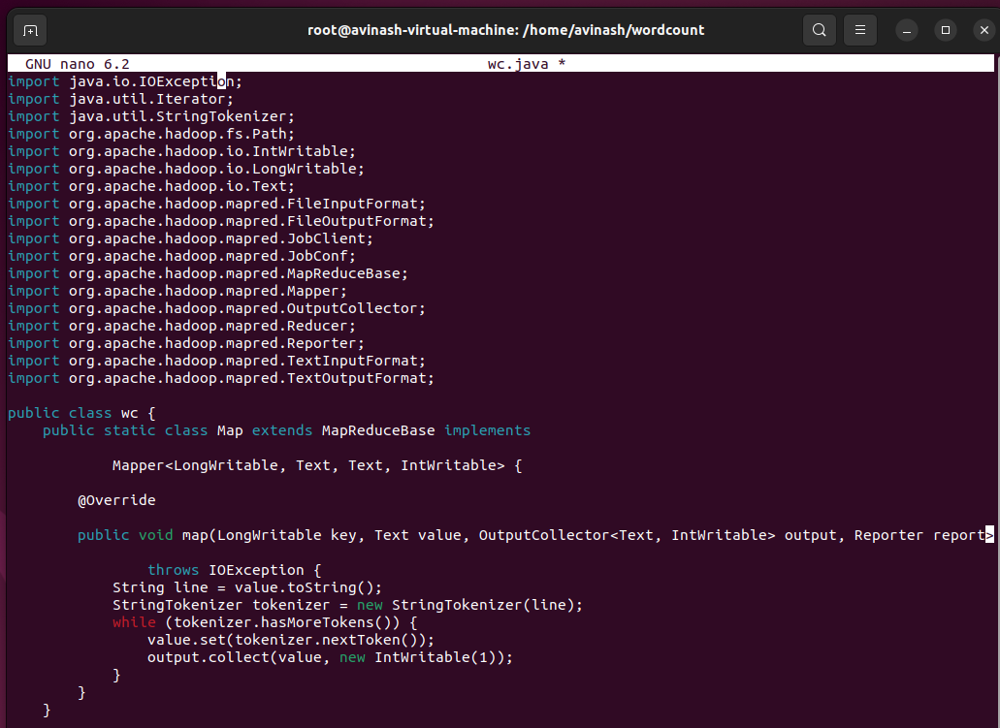 root@avinash-virtual-machine: /home/avinash/wordcount
GNU nano 6.2 wc.java *
import java.io.IOException;
import java.util.Iterator;
import java.util.StringTokenizer;
import org.apache.hadoop.fs.Path;
import org.apache.hadoop.io.IntWritable;
import org.apache.hadoop.io.LongWritable;
import org.apache.hadoop.io.Text;
import org.apache.hadoop.mapred.FileInputFormat;
import org.apache.hadoop.mapred.FileOutputFormat;
import org.apache.hadoop.mapred.JobClient;
import org.apache.hadoop.mapred.JobConf;
import org.apache.hadoop.mapred.MapReduceBase;
import org.apache.hadoop.mapred.Mapper;
import org.apache.hadoop.mapred.OutputCollector;
import org.apache.hadoop.mapred.Reducer;
import org.apache.hadoop.mapred.Reporter;
import org.apache.hadoop.mapred.TextInputFormat;
import org.apache.hadoop.mapred.TextOutputFormat;
public class wc {
    public static class Map extends MapReduceBase implements
            Mapper<LongWritable, Text, Text, IntWritable> {
        @Override
        public void map(LongWritable key, Text value, OutputCollector<Text, IntWritable> output, Reporter report>
                throws IOException {
            String line = value.toString();
            StringTokenizer tokenizer = new StringTokenizer(line);
            while (tokenizer.hasMoreTokens()) {
                value.set(tokenizer.nextToken());
                output.collect(value, new IntWritable(1));
            }
        }
    }